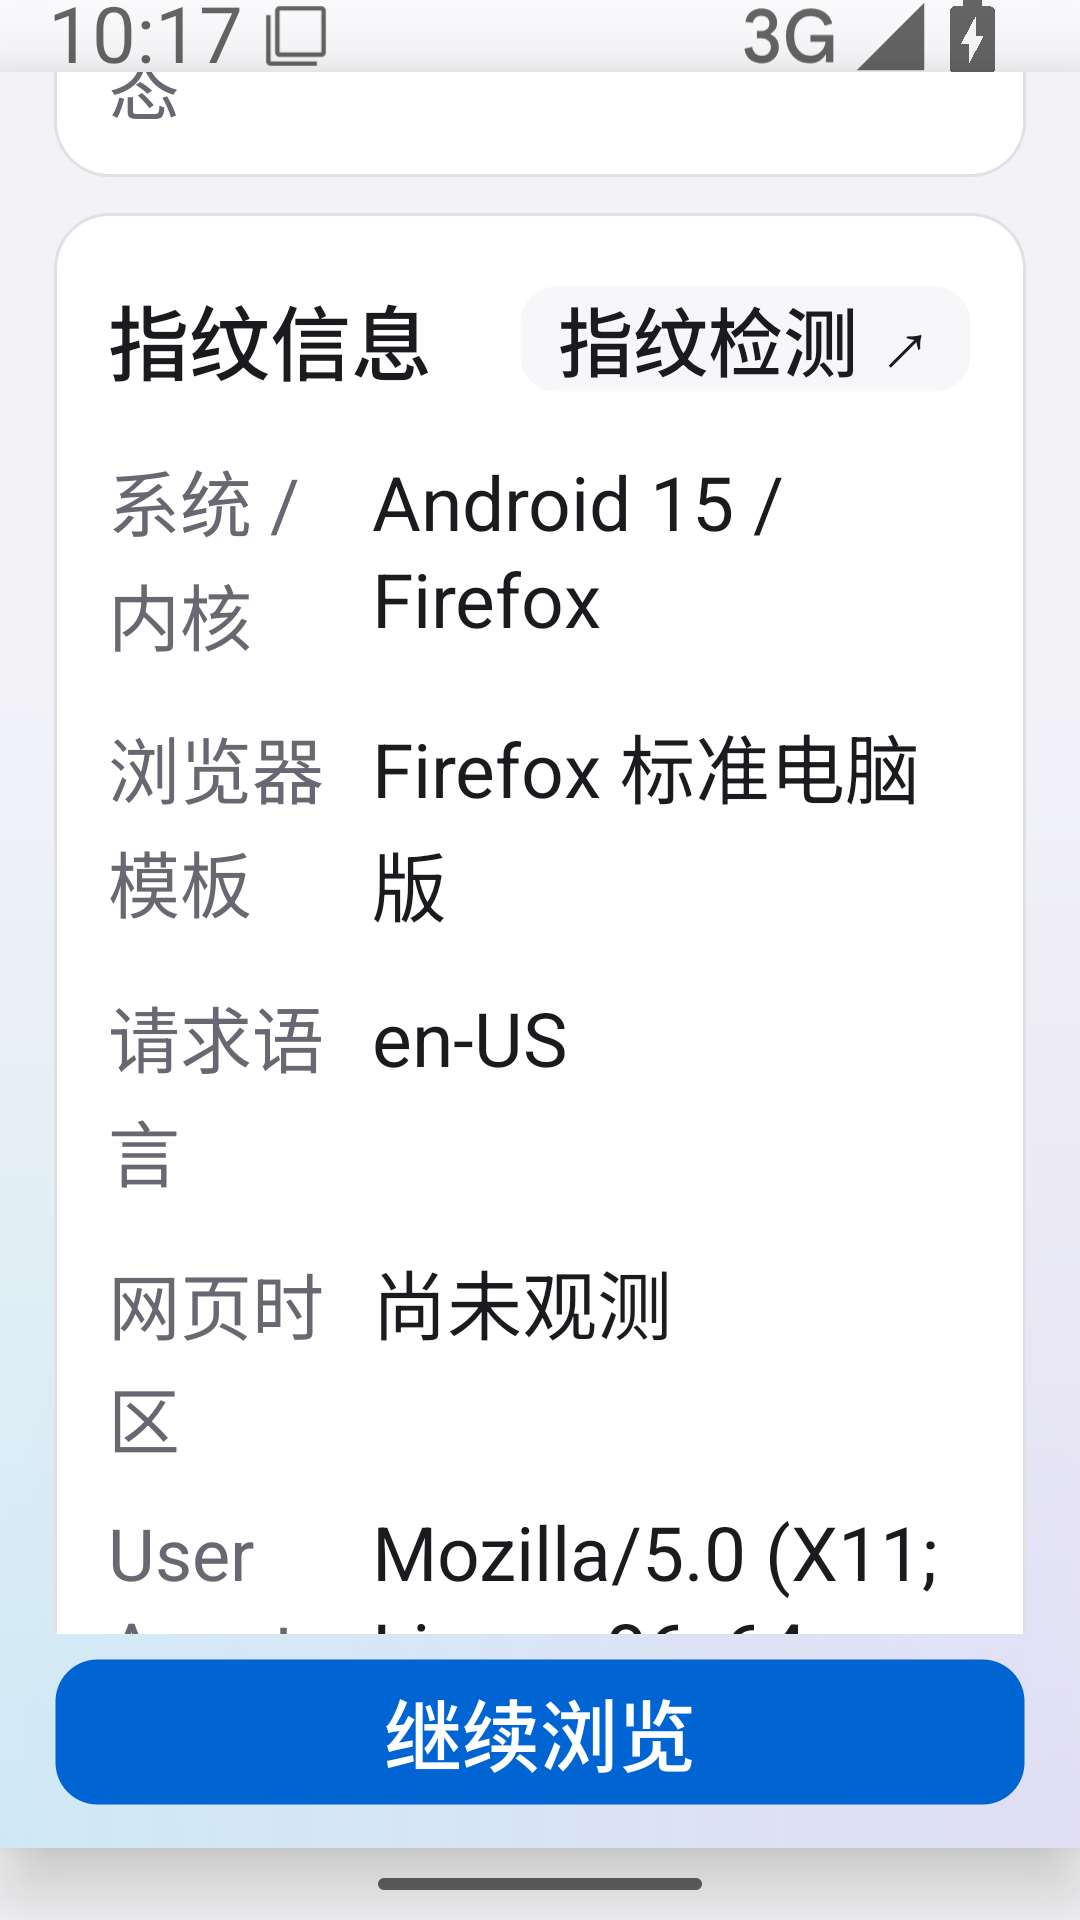 10:17 3G
态
指纹信息 指纹检测 ↗
系统 / Android 15 /
内核 Firefox
浏览器 Firefox 标准电脑
模板 版
请求语 en-US
言
网页时 尚未观测
区
User Mozilla/5.0 (X11;
继续浏览